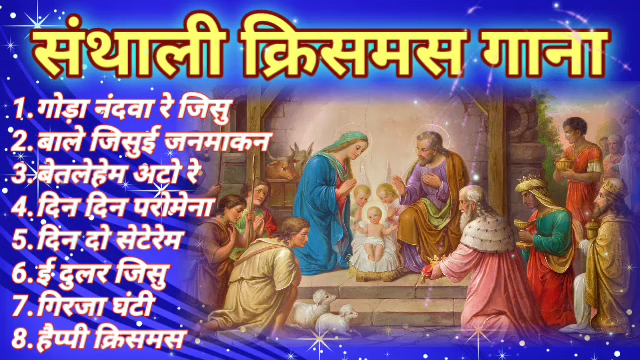 संथाली क्रिसमस गाना
1.गोड़ा नंदवा रे जिसु
2.बाले जिसुई जनमाकन
3.बेतलेहेम अटो रे
4.दिन दिन परोमेना
5.दिन दो सेटेरेम
6.ई दुलर जिसु
7.गिरजा घंटी
8.हैप्पी क्रिसमस